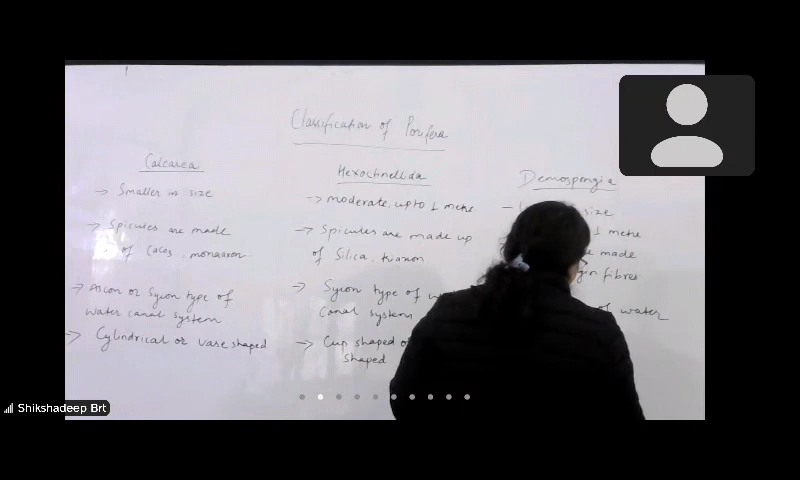 Classification of Porifera
Calcarea
→ Smaller in size
→ Spicules are made
of CaCO3, monaxon
→ Ascon or Sycon type of
water canal system
→ Cylindrical or vase shaped
Hexactinellida
→ moderate, upto 1 metre
→ Spicules are made up
of Silica, triaxon
→ Sycon type of
Canal system
→ Cup shaped
shaped
Demospongia
size
1 metre
made
fibres
of water
Shikshadeep Brt